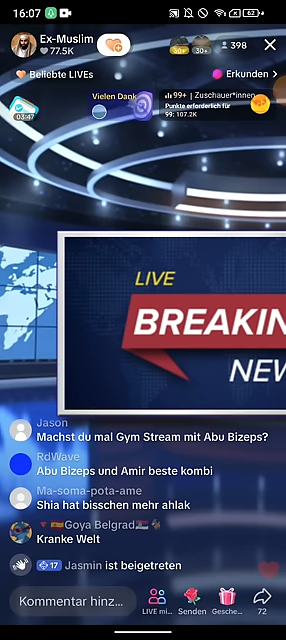 16:07
62
Ex-Muslim
77.5K
30+
30+
398
Beliebte LIVEs
Erkunden >
03:47
Vielen Dank
99+ | Zuschauer*innen
Punkte erforderlich für
99: 107.2K
LIVE
BREAKIN
NEW
Jason
Machst du mal Gym Stream mit Abu Bizeps?
RdWave
Abu Bizeps und Amir beste kombi
Ma-soma-pota-ame
Shia hat bisschen mehr ahlak
Goya Belgrad
Kranke Welt
17 Jasmin ist beigetreten
Kommentar hinz...
LIVE mi...
Senden
Gesche...
72